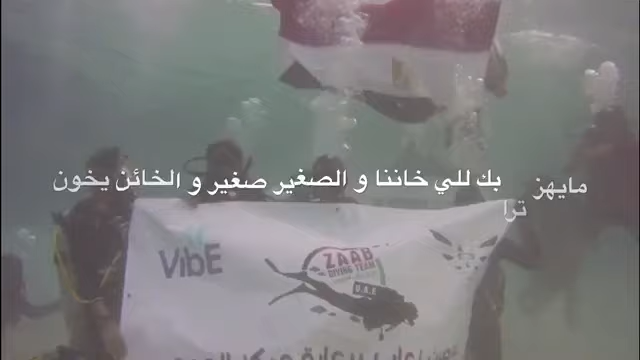 مايهز بك للي خاننا و الصغير صغير و الخائن يخون
ترا
VibE
ZAAB
DIVING TEAM
U.A.E